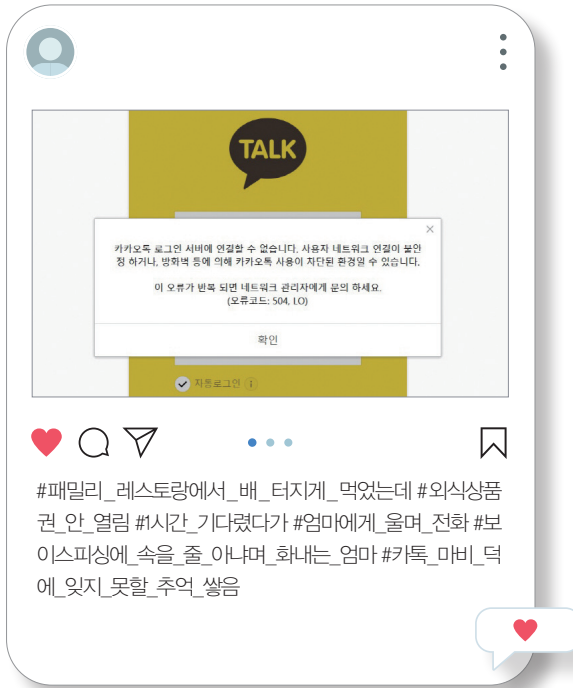 TALK
카카오톡 로그인 서버에 연결할 수 없습니다. 사용자 네트워크 연결이 불안
정 하거나, 방화벽 등에 의해 카카오톡 사용이 차단된 환경일 수 있습니다.
이 오류가 반복 되면 네트워크 관리자에게 문의 하세요.
(오류코드: 504, LO)
확인
자동로그인
#패밀리_레스토랑에서_배_터지게_먹었는데 #외식상품
권_안_열림 #1시간_기다렸다가 #엄마에게_울며_전화 #보
이스피싱에_속을_줄_아냐며_화내는_엄마 #카톡_마비_덕
에_잊지_못할_추억_쌓음